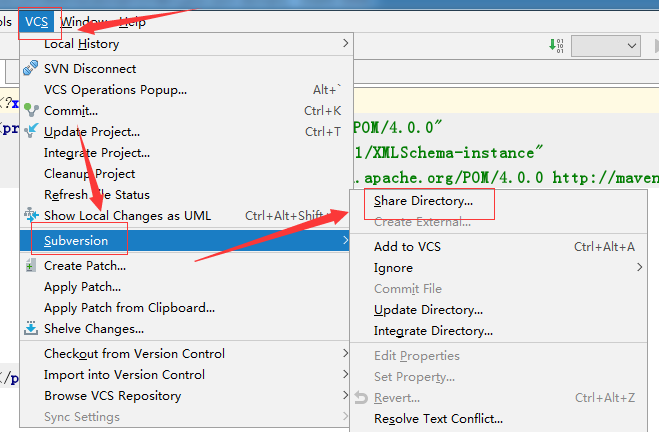 ols VCS Window Help
Local History
SVN Disconnect
VCS Operations Popup... Alt+`
Commit... Ctrl+K
Update Project... Ctrl+T
Integrate Project...
Cleanup Project
Refresh File Status
Show Local Changes as UML Ctrl+Alt+Shift+
Subversion
Create Patch...
Apply Patch...
Apply Patch from Clipboard...
Shelve Changes...
Checkout from Version Control
Import into Version Control
Browse VCS Repository
Sync Settings
<?x
<pr
/POM/4.0.0"
1/XMLSchema-instance"
.apache.org/POM/4.0.0 http://maven
</p
Share Directory...
Create External...
Add to VCS Ctrl+Alt+A
Ignore
Commit File
Update Directory...
Integrate Directory...
Edit Properties
Set Property...
Revert... Ctrl+Alt+Z
Resolve Text Conflict...